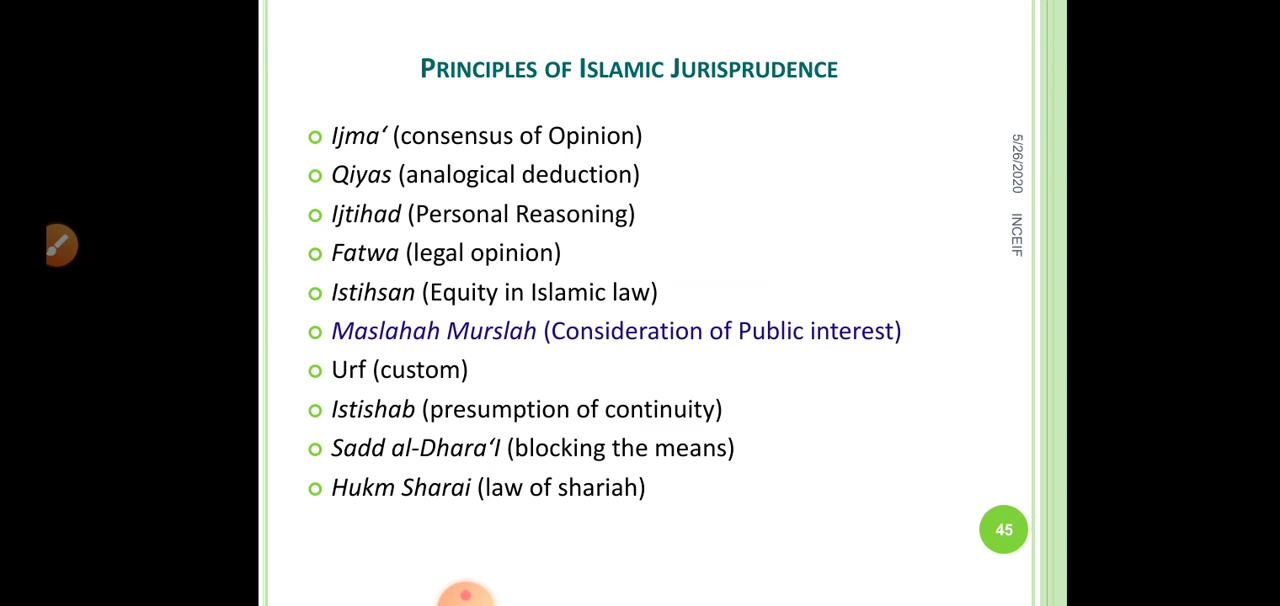 PRINCIPLES OF ISLAMIC JURISPRUDENCE
Ijma‘ (consensus of Opinion)
Qiyas (analogical deduction)
Ijtihad (Personal Reasoning)
Fatwa (legal opinion)
Istihsan (Equity in Islamic law)
Maslahah Murslah (Consideration of Public interest)
Urf (custom)
Istishab (presumption of continuity)
Sadd al-Dhara‘I (blocking the means)
Hukm Sharai (law of shariah)
5/26/2020 INCEIF
45